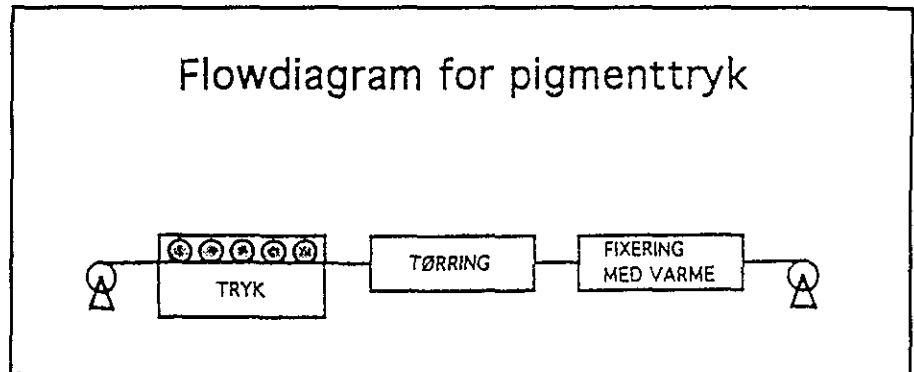 Flowdiagram for pigmenttryk
TRYK
TØRRING
FIXERING
MED VARME